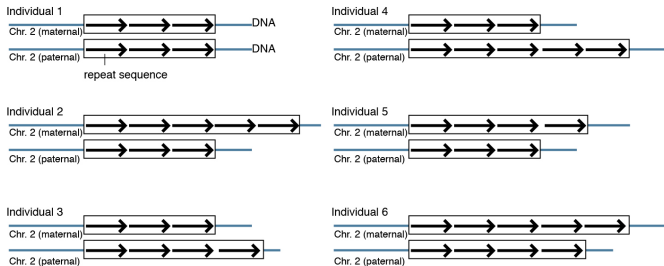 Individual 1
Chr. 2 (maternal)
DNA
Chr. 2 (paternal)
DNA
repeat sequence
Individual 2
Chr. 2 (maternal)
Chr. 2 (paternal)
Individual 3
Chr. 2 (maternal)
Chr. 2 (paternal)
Individual 4
Chr. 2 (maternal)
Chr. 2 (paternal)
Individual 5
Chr. 2 (maternal)
Chr. 2 (paternal)
Individual 6
Chr. 2 (maternal)
Chr. 2 (paternal)